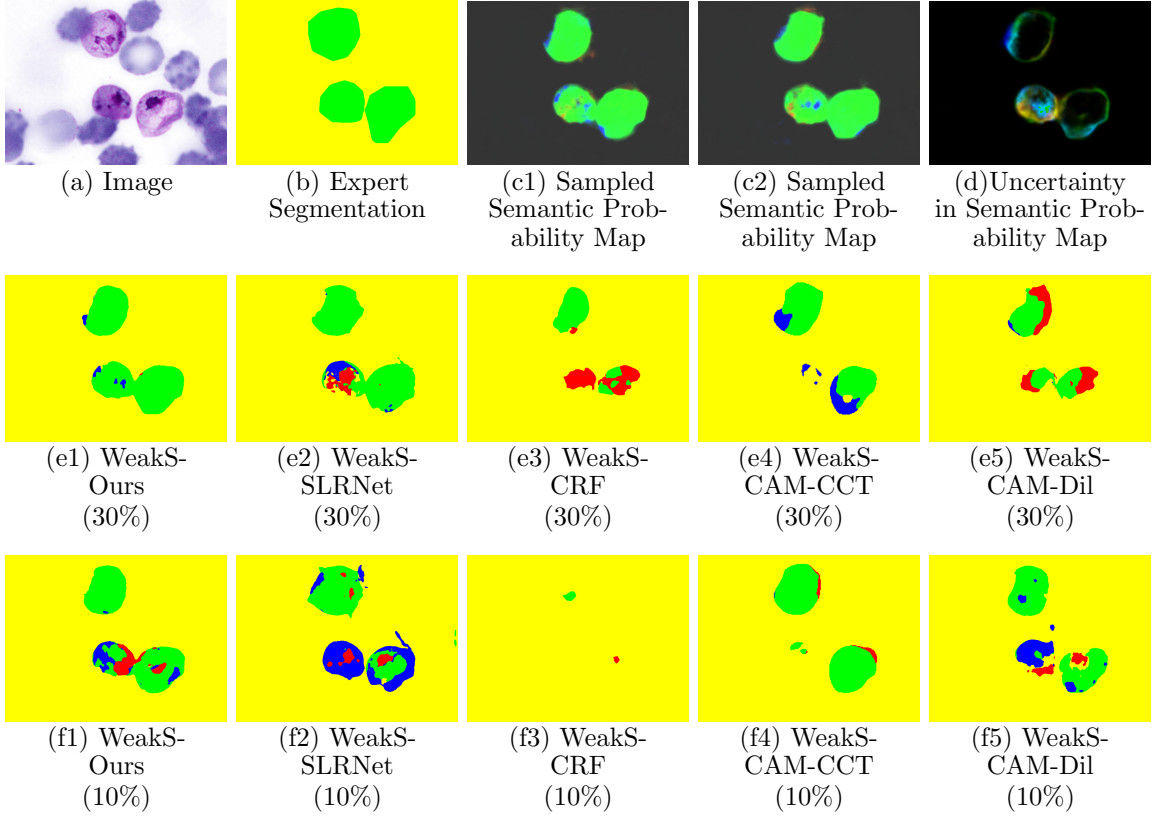 (a) Image
(b) Expert
Segmentation
(c1) Sampled
Semantic Prob-
ability Map
(c2) Sampled
Semantic Prob-
ability Map
(d)Uncertainty
in Semantic Prob-
ability Map
(e1) WeakS-
Ours
(30%)
(e2) WeakS-
SLRNet
(30%)
(e3) WeakS-
CRF
(30%)
(e4) WeakS-
CAM-CCT
(30%)
(e5) WeakS-
CAM-Dil
(30%)
(f1) WeakS-
Ours
(10%)
(f2) WeakS-
SLRNet
(10%)
(f3) WeakS-
CRF
(10%)
(f4) WeakS-
CAM-CCT
(10%)
(f5) WeakS-
CAM-Dil
(10%)